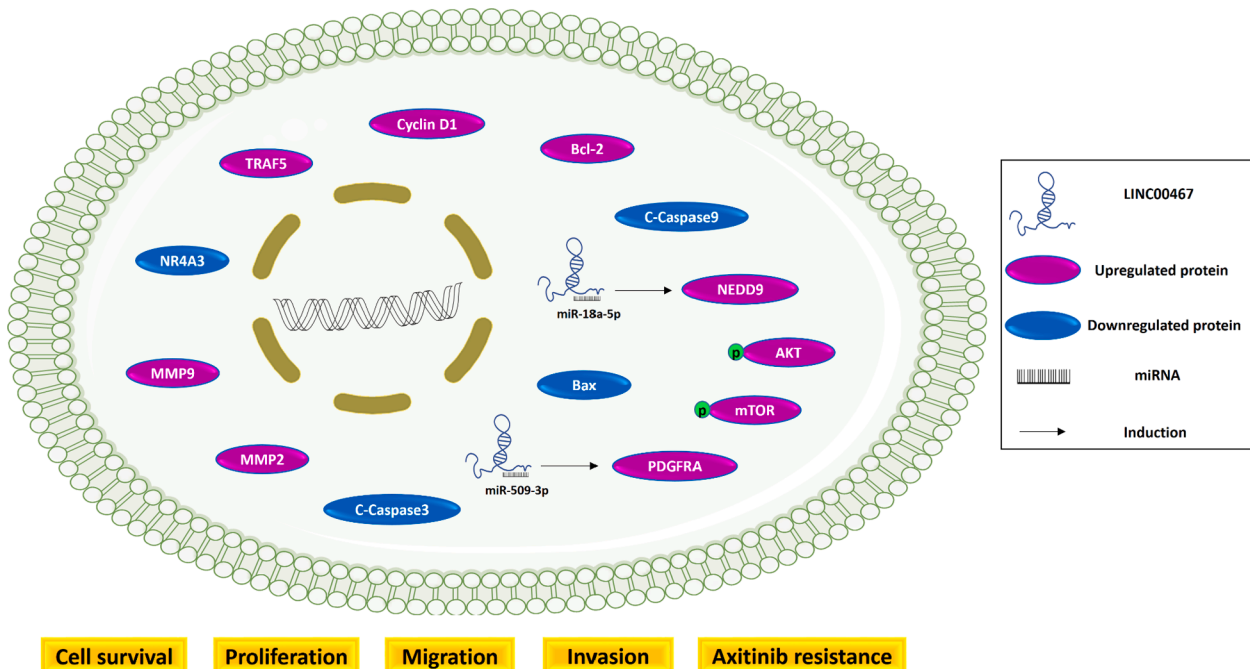 Cyclin D1
Bcl-2
TRAF5
C-Caspase9
NR4A3
NEDD9
miR-18a-5p
p AKT
MMP9
Bax
p mTOR
MMP2
PDGFRA
miR-509-3p
C-Caspase3
LINC00467
Upregulated protein
Downregulated protein
miRNA
Induction
Cell survival
Proliferation
Migration
Invasion
Axitinib resistance